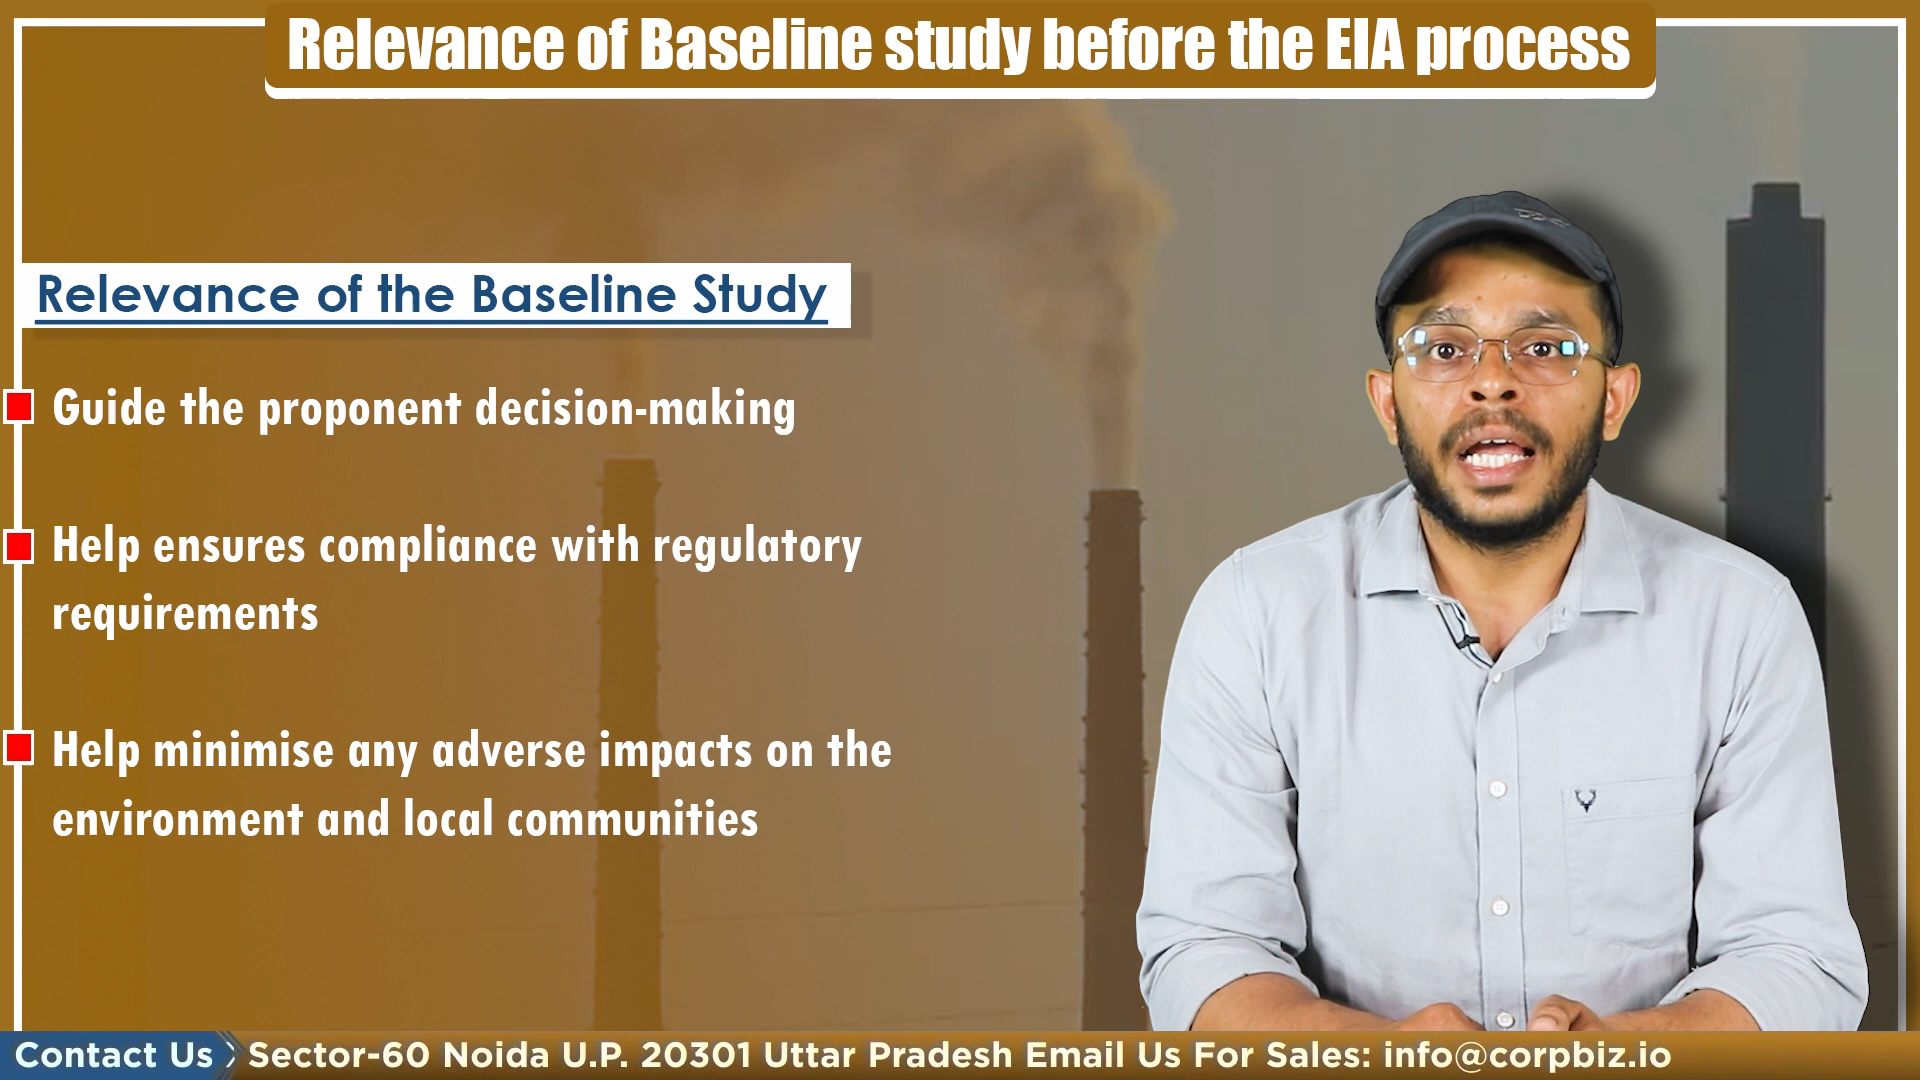 Relevance of Baseline study before the EIA process
Relevance of the Baseline Study
Guide the proponent decision-making
Help ensures compliance with regulatory
requirements
Help minimise any adverse impacts on the
environment and local communities
Contact Us Sector-60 Noida U.P. 20301 Uttar Pradesh Email Us For Sales: info@corpbiz.io